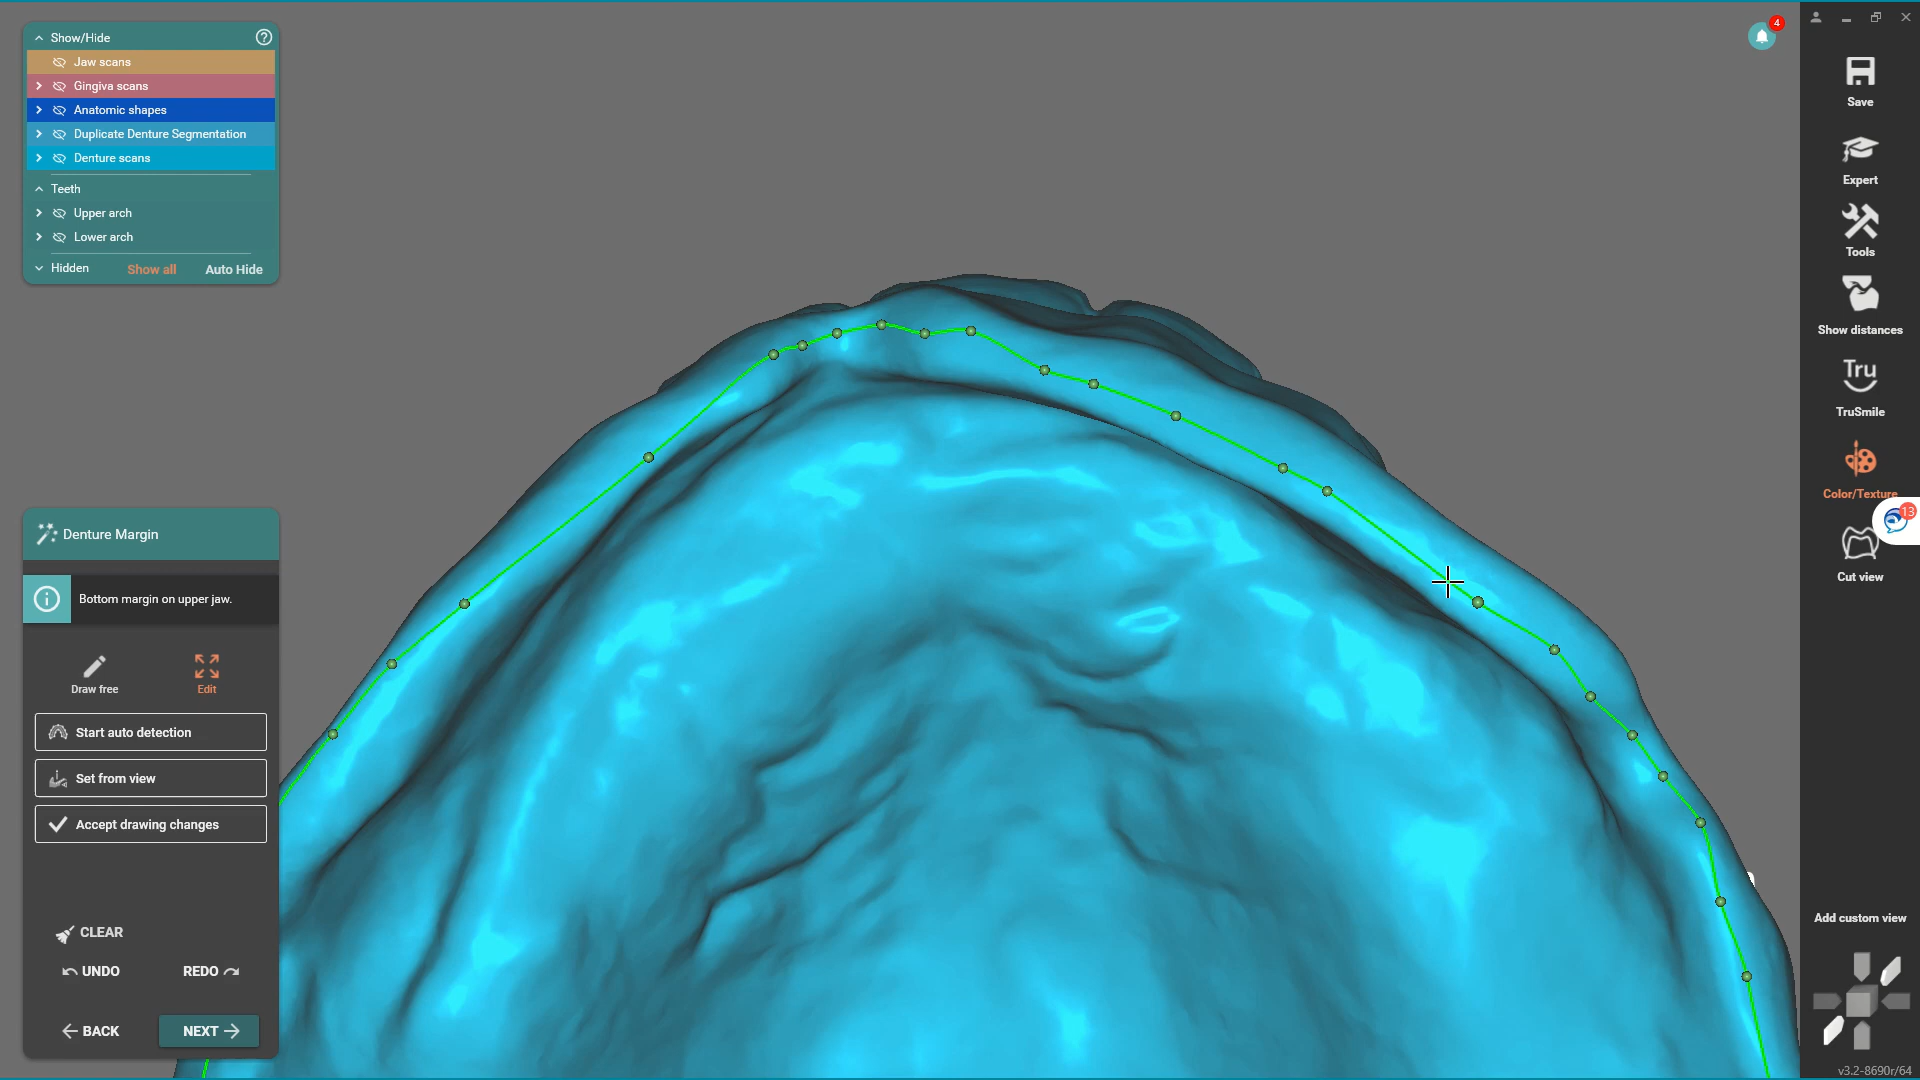 Show/Hide
Jaw scans
Gingiva scans
Anatomic shapes
Duplicate Denture Segmentation
Denture scans
Teeth
Upper arch
Lower arch
Hidden Show all Auto Hide
4
Denture Margin
Bottom margin on upper jaw.
Draw free Edit
Start auto detection
Set from view
Accept drawing changes
CLEAR
UNDO REDO
BACK NEXT
Save
Expert
Tools
Show distances
Tru
TruSmile
Color/Texture
13
Cut view
Add custom view
v3.2-8690r/64